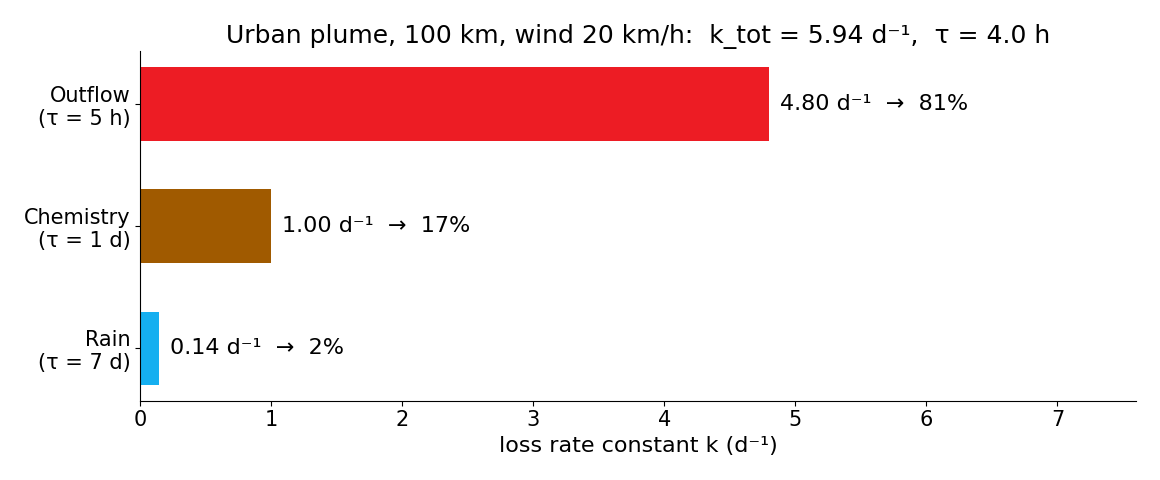 Urban plume, 100 km, wind 20 km/h:  k_tot = 5.94 d⁻¹,  τ = 4.0 h
Outflow
(τ = 5 h)
4.80 d⁻¹  →  81%
Chemistry
(τ = 1 d)
1.00 d⁻¹  →  17%
Rain
(τ = 7 d)
0.14 d⁻¹  →  2%
0 1 2 3 4 5 6 7
loss rate constant k (d⁻¹)